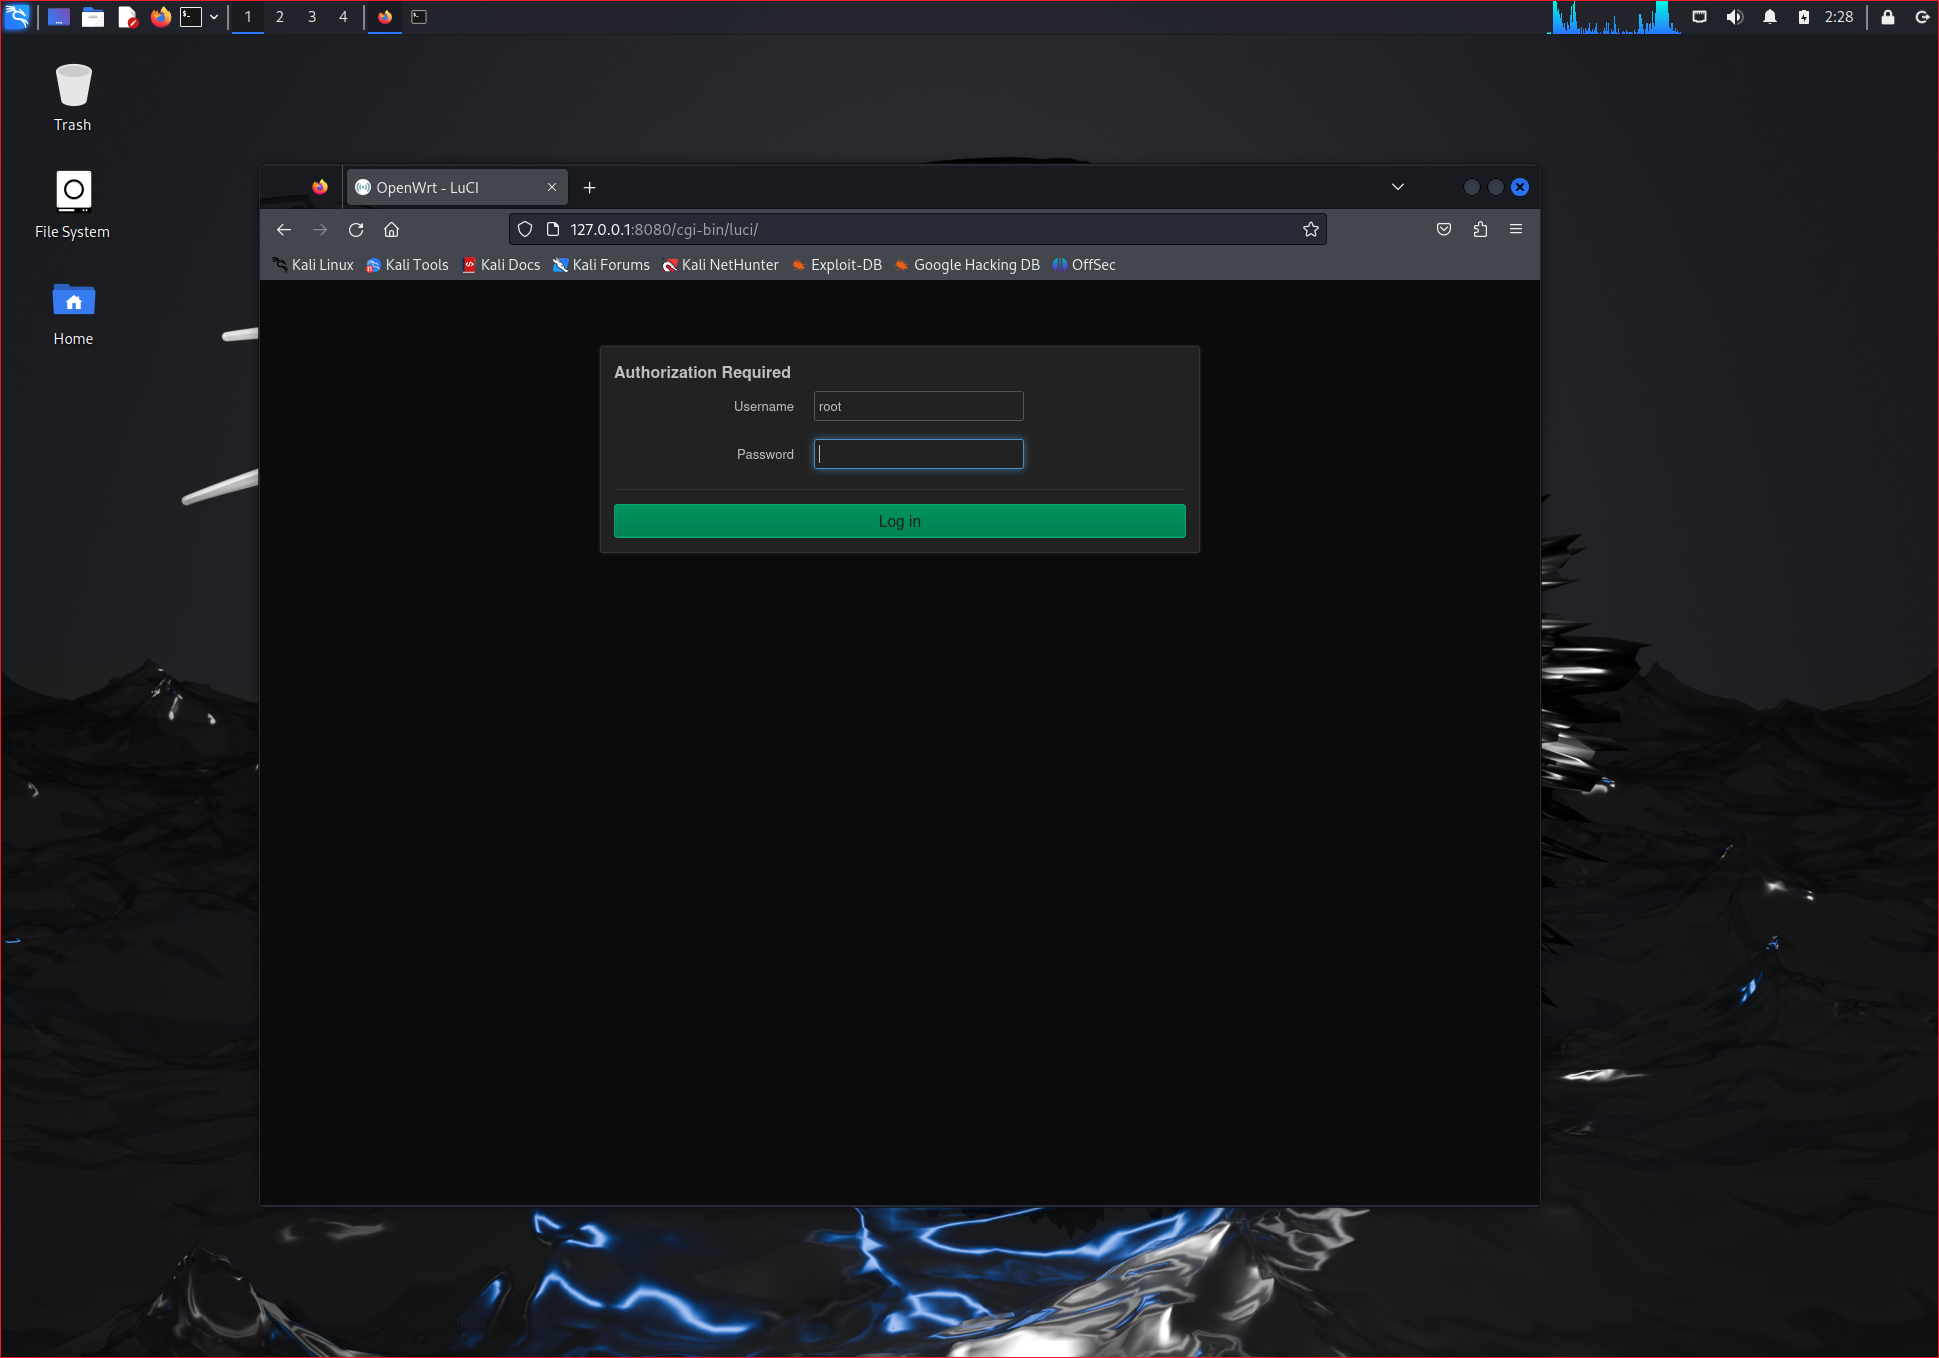 1 2 3 4
2:28
Trash
File System
Home
OpenWrt - LuCI
127.0.0.1:8080/cgi-bin/luci/
Kali Linux Kali Tools Kali Docs Kali Forums Kali NetHunter Exploit-DB Google Hacking DB OffSec
Authorization Required
Username root
Password
Log in